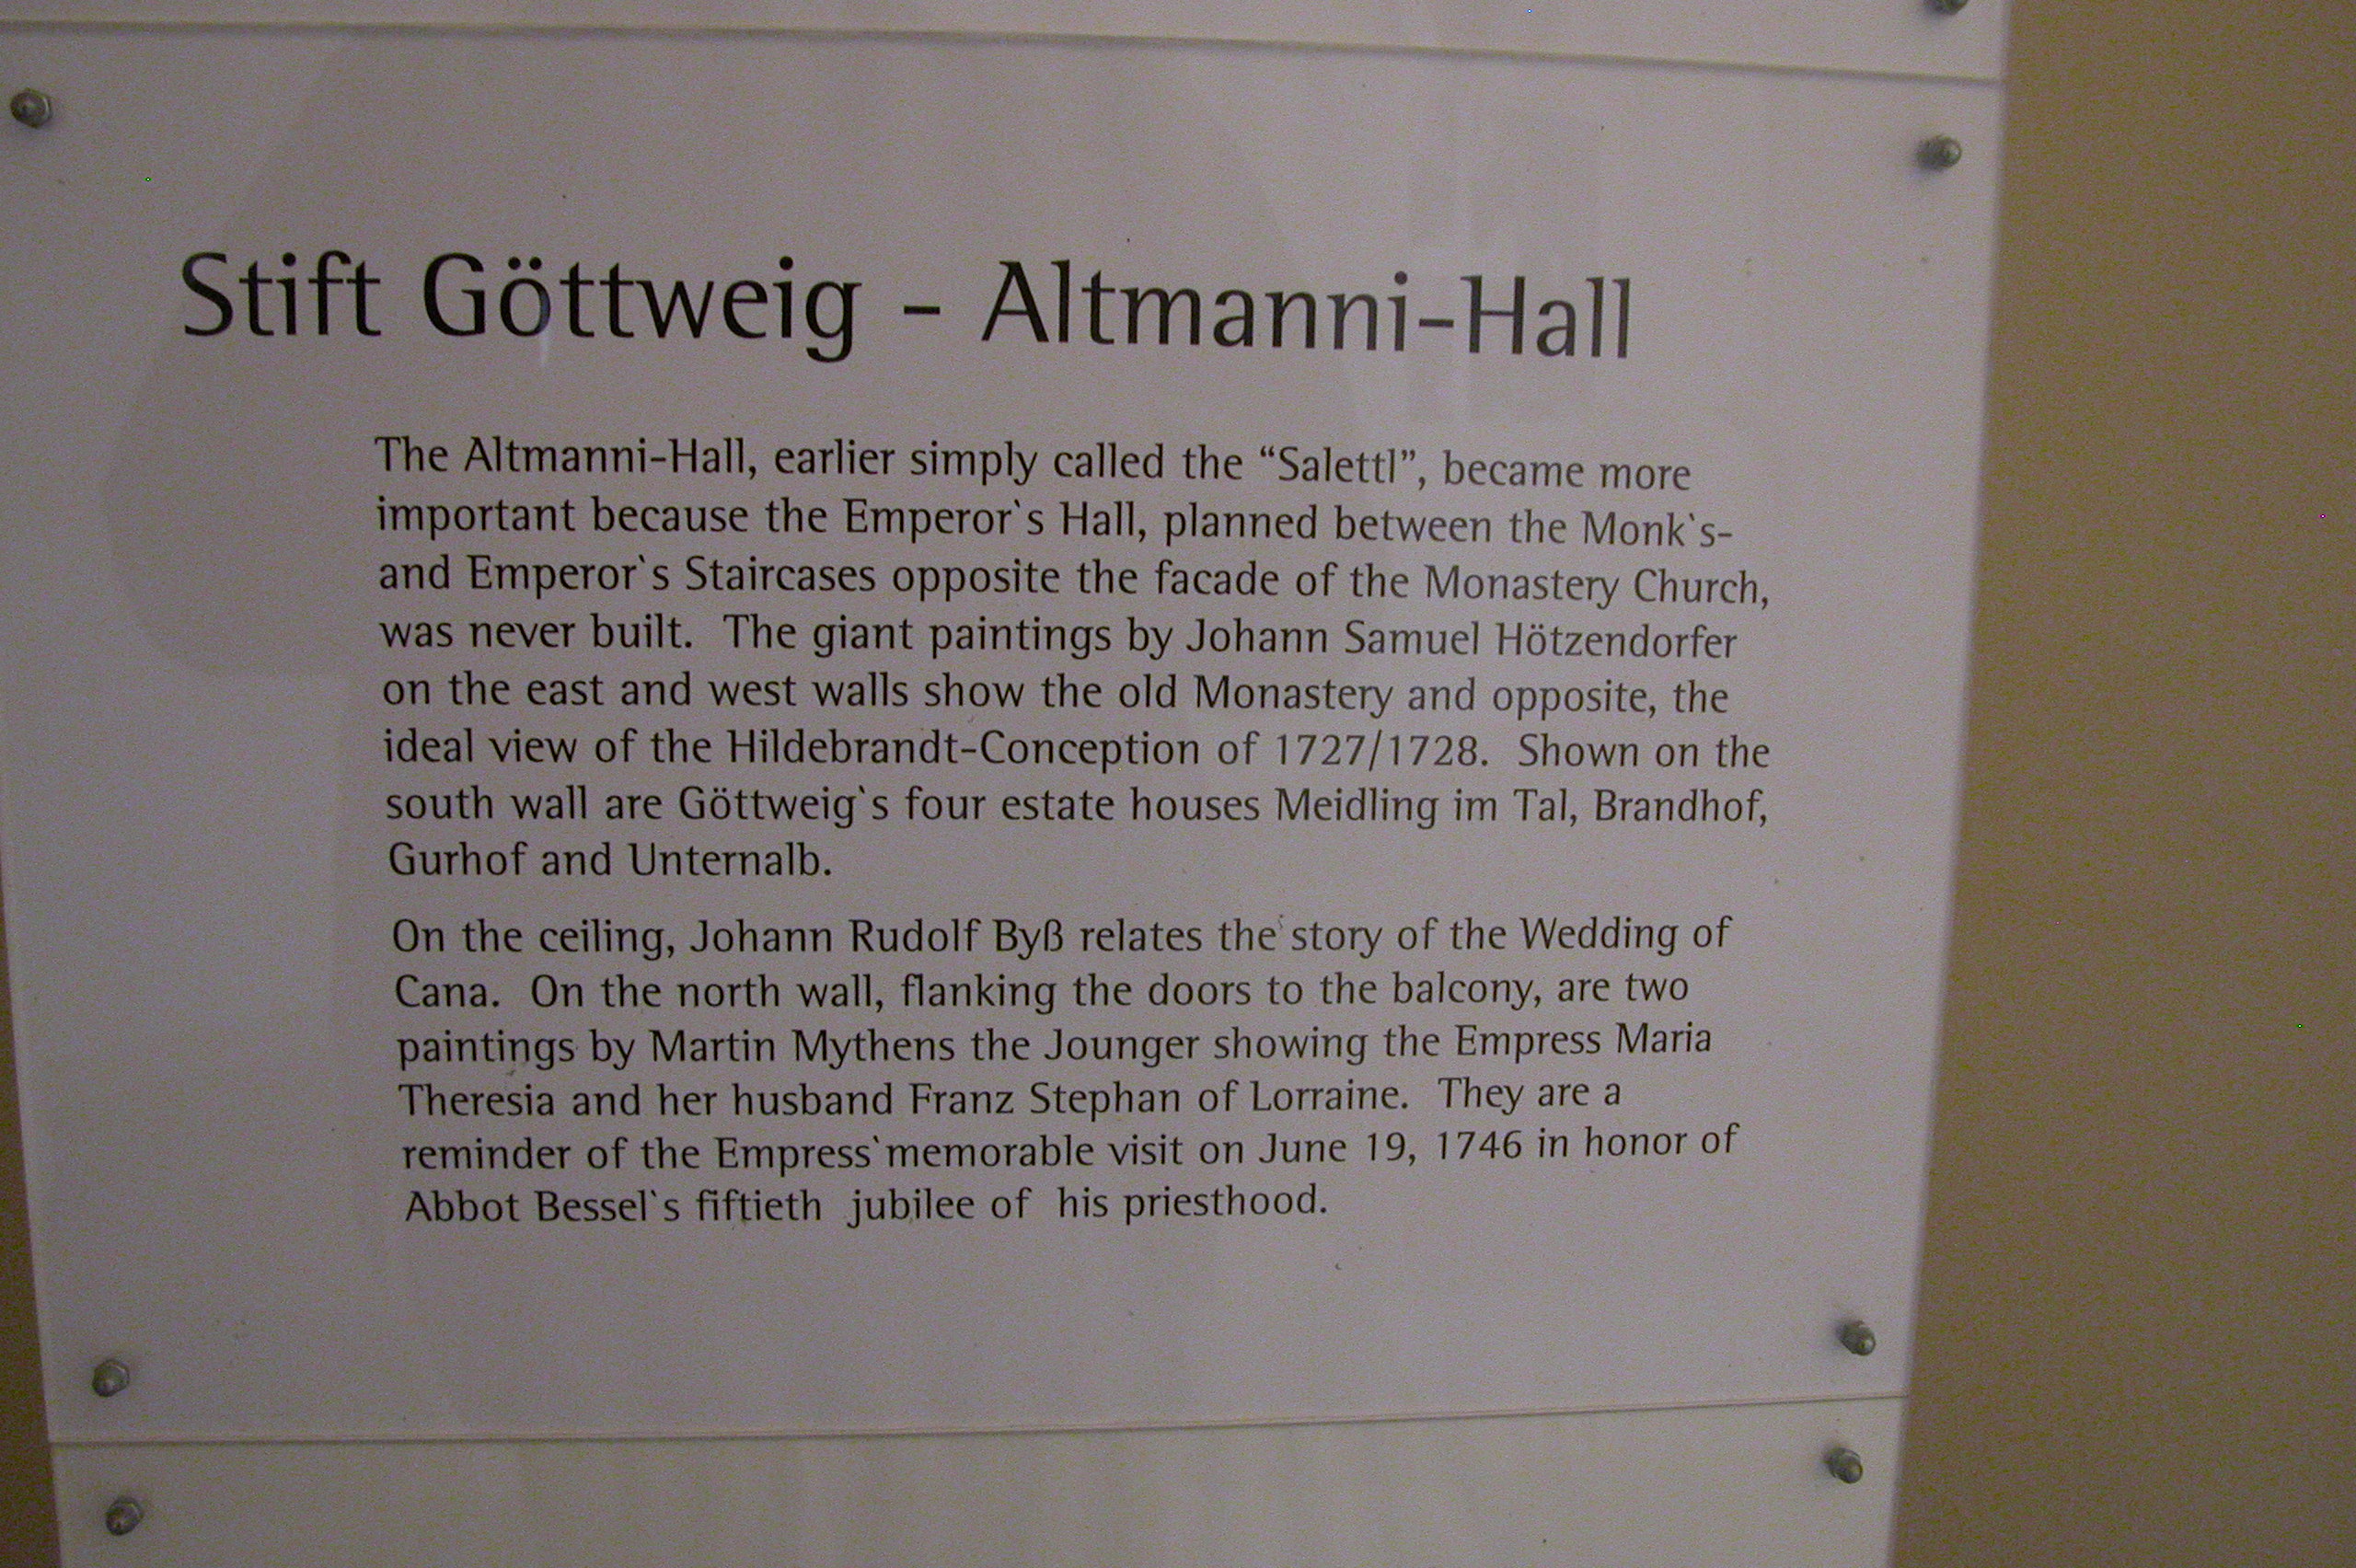 Stift Göttweig - Altmanni-Hall
The Altmanni-Hall, earlier simply called the “Salettl”, became more
important because the Emperor`s Hall, planned between the Monk`s-
and Emperor`s Staircases opposite the facade of the Monastery Church,
was never built.  The giant paintings by Johann Samuel Hötzendorfer
on the east and west walls show the old Monastery and opposite, the
ideal view of the Hildebrandt-Conception of 1727/1728.  Shown on the
south wall are Göttweig`s four estate houses Meidling im Tal, Brandhof,
Gurhof and Unternalb.
On the ceiling, Johann Rudolf Byß relates the story of the Wedding of
Cana.  On the north wall, flanking the doors to the balcony, are two
paintings by Martin Mythens the Jounger showing the Empress Maria
Theresia and her husband Franz Stephan of Lorraine.  They are a
reminder of the Empress`memorable visit on June 19, 1746 in honor of
Abbot Bessel`s fiftieth  jubilee of  his priesthood.